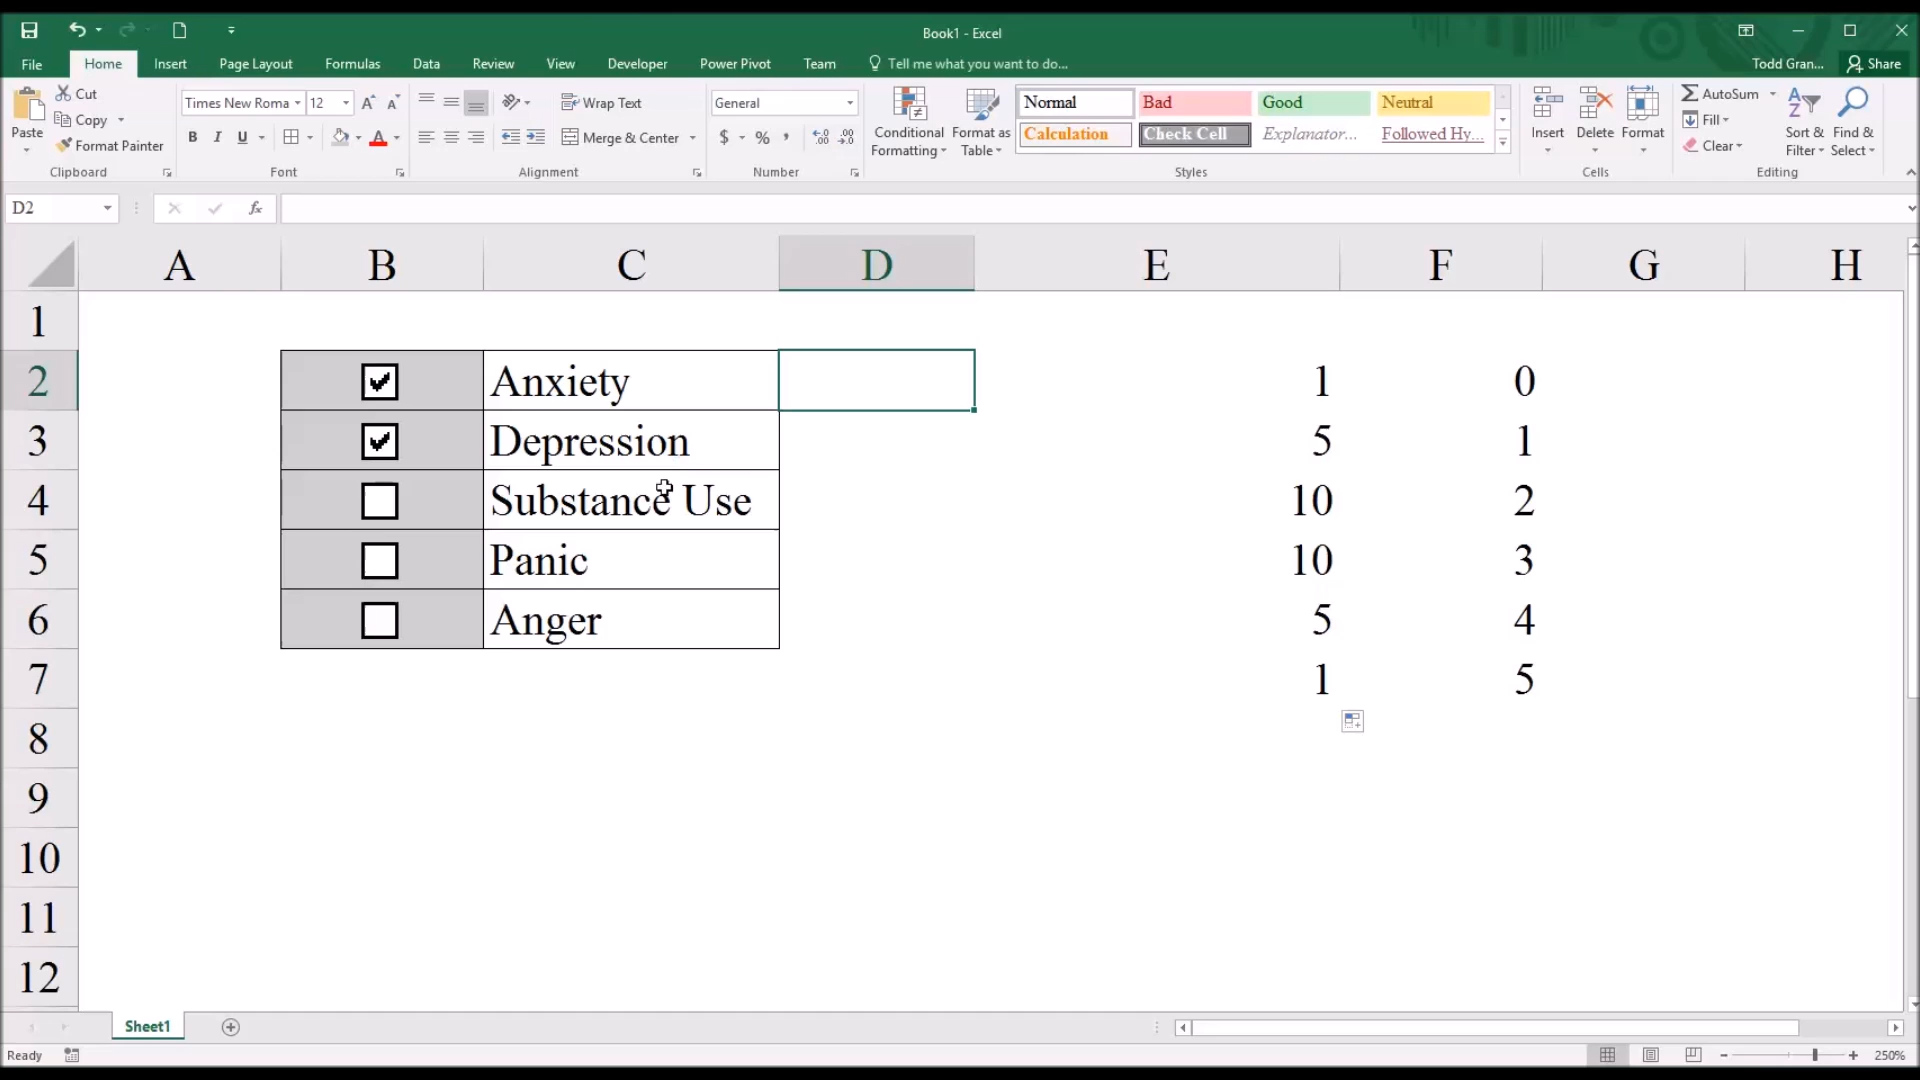 Book1 - Excel
File Home Insert Page Layout Formulas Data Review View Developer Power Pivot Team Tell me what you want to do... Todd Gran... Share
Paste
Cut
Copy
Format Painter
Clipboard
Times New Roma 12
B I U
Font
Wrap Text
Merge & Center
Alignment
General
$ % ,
Number
Conditional Formatting
Format as Table
Normal Bad Good Neutral
Calculation Check Cell Explanator... Followed Hy...
Styles
Insert Delete Format
Cells
AutoSum
Fill
Clear
Sort & Filter
Find & Select
Editing
D2 fx
A B C D E F G H
1
2 Anxiety 1 0
3 Depression 5 1
4 Substance Use 10 2
5 Panic 10 3
6 Anger 5 4
7 1 5
8
9
10
11
12
Sheet1
Ready 250%